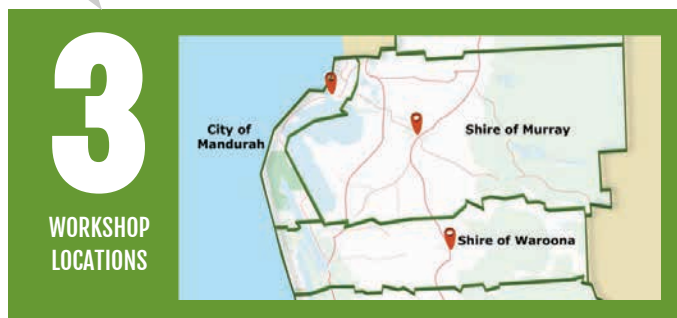 3
WORKSHOP
LOCATIONS
City of
Mandurah
Shire of Murray
Shire of Waroona